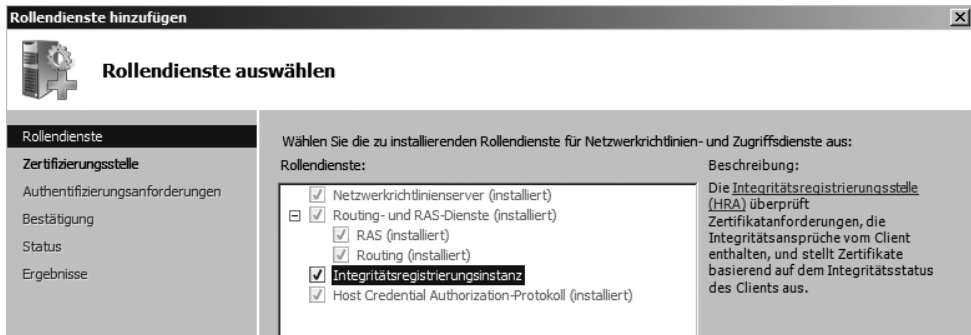 Rollendienste hinzufügen
Rollendienste auswählen
Rollendienste
Zertifizierungsstelle
Authentifizierungsanforderungen
Bestätigung
Status
Ergebnisse
Wählen Sie die zu installierenden Rollendienste für Netzwerkrichtlinien- und Zugriffsdienste aus:
Rollendienste:
Netzwerkrichtlinienserver (installiert)
Routing- und RAS-Dienste (installiert)
RAS (installiert)
Routing (installiert)
Integritätsregistrierungsinstanz
Host Credential Authorization-Protokoll (installiert)
Beschreibung:
Die Integritätsregistrierungsstelle
(HRA) überprüft
Zertifikatanforderungen, die
Integritätsansprüche vom Client
enthalten, und stellt Zertifikate
basierend auf dem Integritätsstatus
des Clients aus.